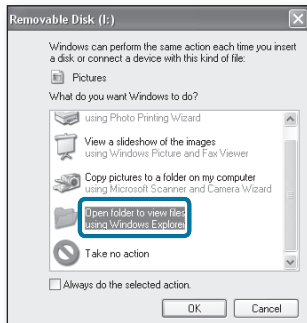 Removable Disk (I:)
Windows can perform the same action each time you insert
a disk or connect a device with this kind of file:
Pictures
What do you want Windows to do?
using Photo Printing Wizard
View a slideshow of the images
using Windows Picture and Fax Viewer
Copy pictures to a folder on my computer
using Microsoft Scanner and Camera Wizard
Open folder to view files
using Windows Explorer
Take no action
Always do the selected action.
OK
Cancel